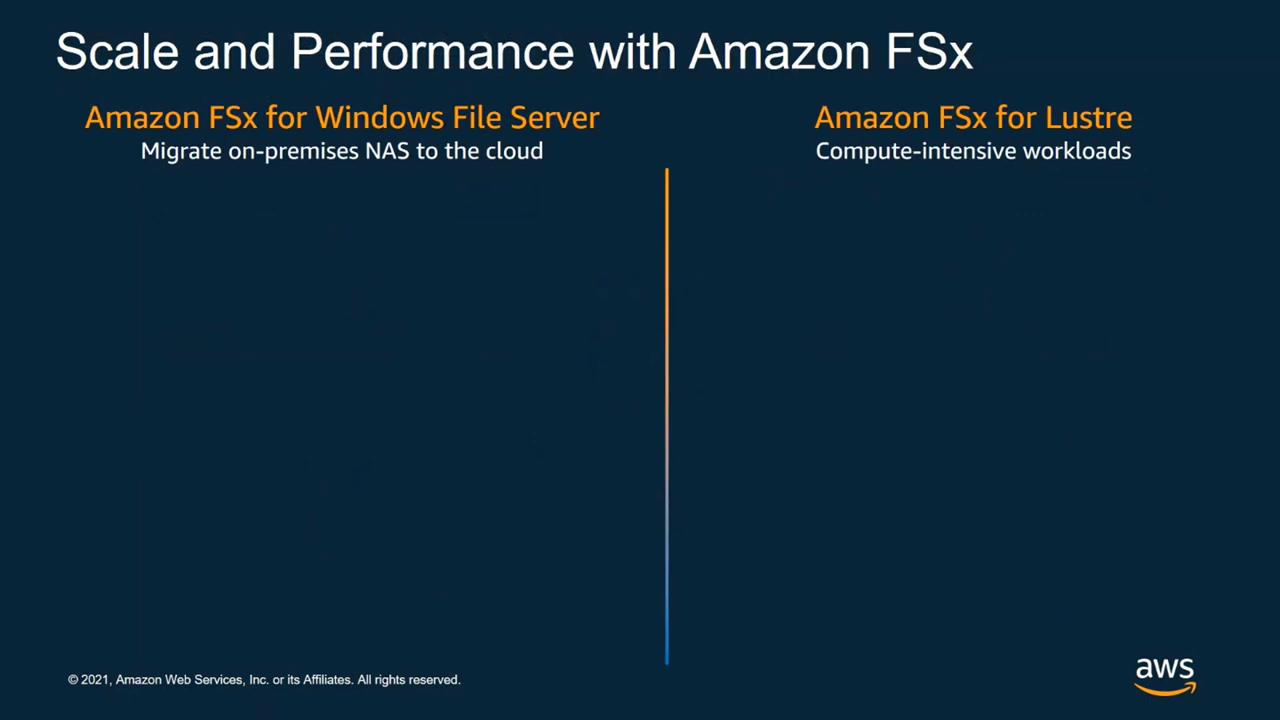 Scale and Performance with Amazon FSx
Amazon FSx for Windows File Server
Migrate on-premises NAS to the cloud
Amazon FSx for Lustre
Compute-intensive workloads
© 2021, Amazon Web Services, Inc. or its Affiliates. All rights reserved.
aws